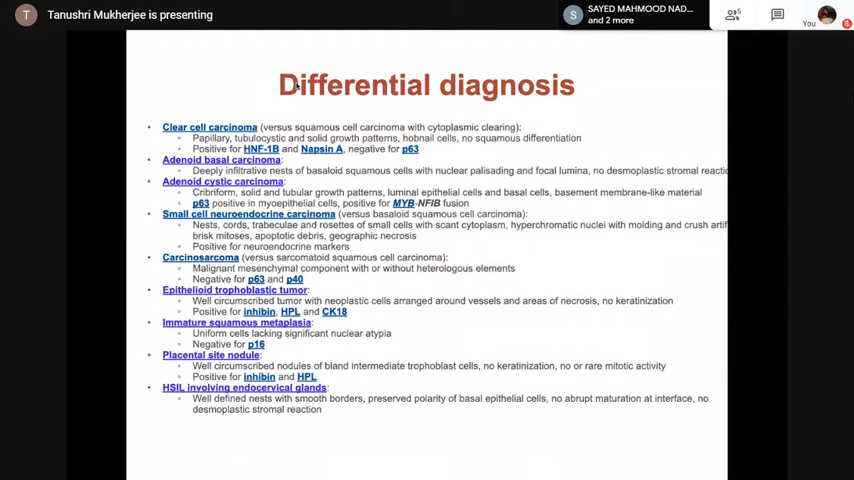 T Tanushri Mukherjee is presenting
S SAYED MAHMOOD NAD...
and 2 more
6
You
Differential diagnosis
• Clear cell carcinoma (versus squamous cell carcinoma with cytoplasmic clearing):
◦ Papillary, tubulocystic and solid growth patterns, hobnail cells, no squamous differentiation
◦ Positive for HNF-1B and Napsin A, negative for p63
• Adenoid basal carcinoma:
◦ Deeply infiltrative nests of basaloid squamous cells with nuclear palisading and focal lumina, no desmoplastic stromal reactio
• Adenoid cystic carcinoma:
◦ Cribriform, solid and tubular growth patterns, luminal epithelial cells and basal cells, basement membrane-like material
◦ p63 positive in myoepithelial cells, positive for MYB-NFIB fusion
• Small cell neuroendocrine carcinoma (versus basaloid squamous cell carcinoma):
◦ Nests, cords, trabeculae and rosettes of small cells with scant cytoplasm, hyperchromatic nuclei with molding and crush artif
brisk mitoses, apoptotic debris, geographic necrosis
◦ Positive for neuroendocrine markers
• Carcinosarcoma (versus sarcomatoid squamous cell carcinoma):
◦ Malignant mesenchymal component with or without heterologous elements
◦ Negative for p63 and p40
• Epithelioid trophoblastic tumor:
◦ Well circumscribed tumor with neoplastic cells arranged around vessels and areas of necrosis, no keratinization
◦ Positive for inhibin, HPL and CK18
• Immature squamous metaplasia:
◦ Uniform cells lacking significant nuclear atypia
◦ Negative for p16
• Placental site nodule:
◦ Well circumscribed nodules of bland intermediate trophoblast cells, no keratinization, no or rare mitotic activity
◦ Positive for inhibin and HPL
• HSIL involving endocervical glands:
◦ Well defined nests with smooth borders, preserved polarity of basal epithelial cells, no abrupt maturation at interface, no
desmoplastic stromal reaction